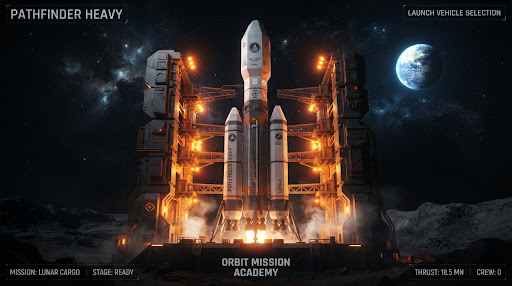 PATHFINDER HEAVY
LAUNCH VEHICLE SELECTION
ORBIT MISSION
ACADEMY
MISSION: LUNAR CARGO | STAGE: READY
THRUST: 18.5 MN | CREW: 0